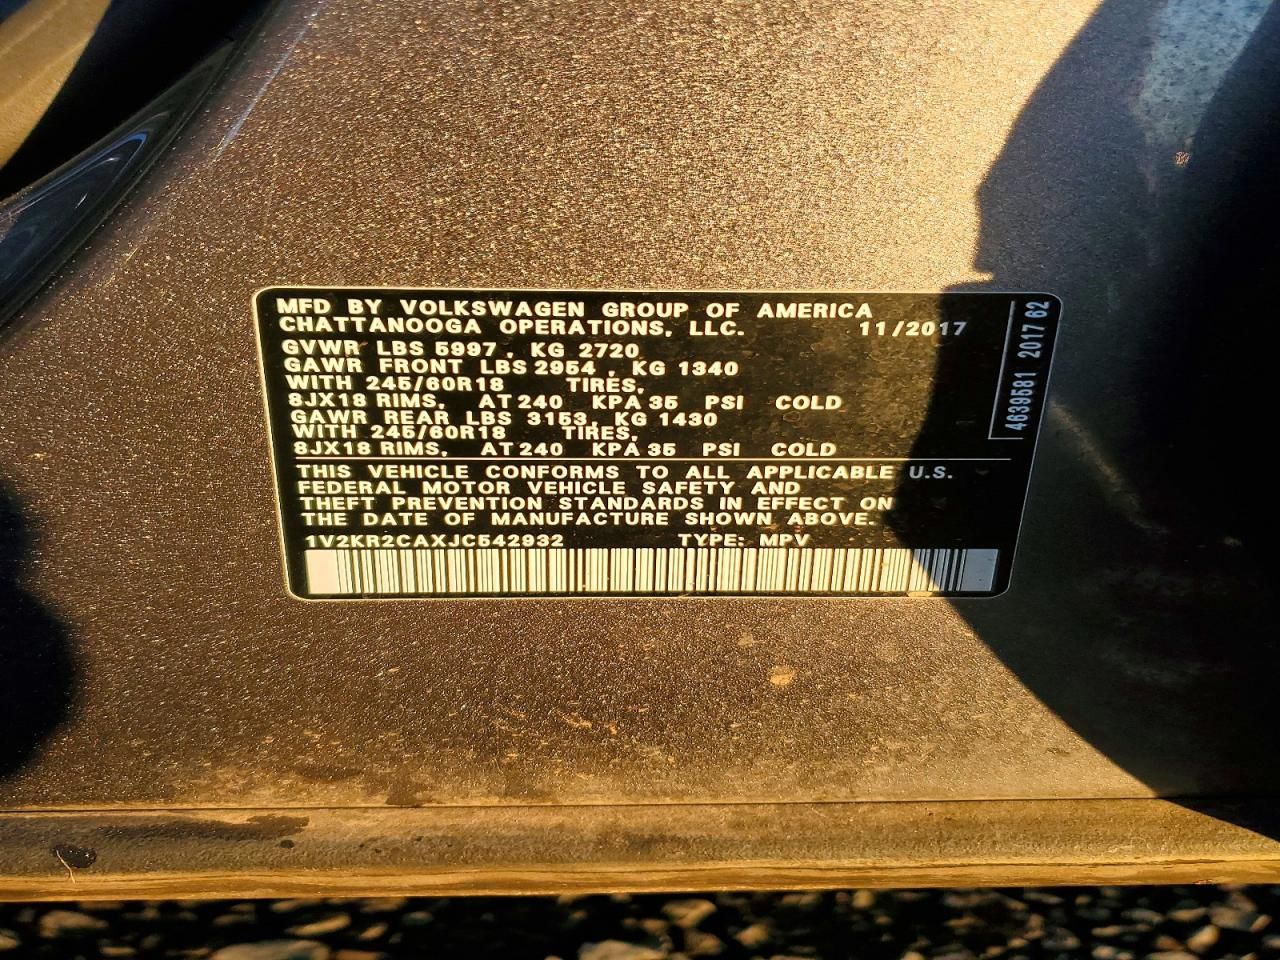 MFD BY VOLKSWAGEN GROUP OF AMERICA
CHATTANOOGA OPERATIONS, LLC. 11/2017
GVWR LBS 5997 , KG 2720
GAWR FRONT LBS 2954 , KG 1340
WITH 245/60R18 TIRES,
8JX18 RIMS, AT 240 KPA 35 PSI COLD
GAWR REAR LBS 3153, KG 1430
WITH 245/60R18 TIRES,
8JX18 RIMS, AT 240 KPA 35 PSI COLD
THIS VEHICLE CONFORMS TO ALL APPLICABLE U.S.
FEDERAL MOTOR VEHICLE SAFETY AND
THEFT PREVENTION STANDARDS IN EFFECT ON
THE DATE OF MANUFACTURE SHOWN ABOVE.
1V2KR2CAXJC542932 TYPE: MPV
4639581 2017 62